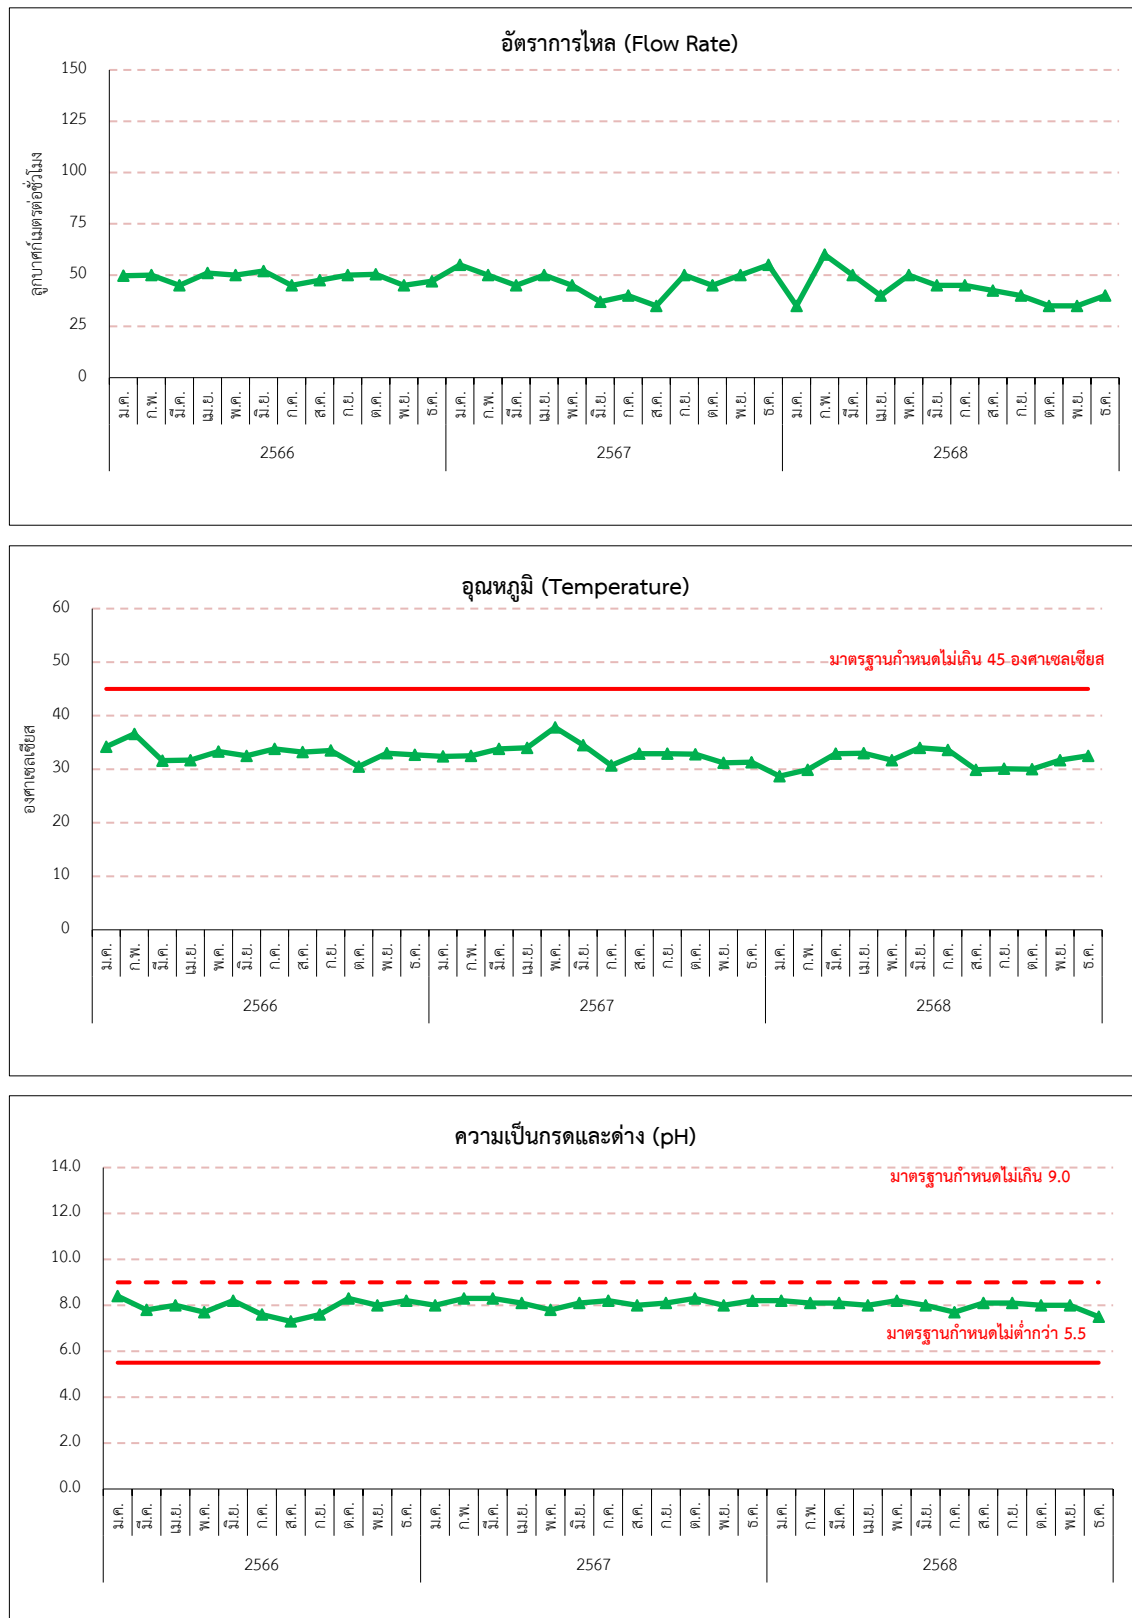 อัตราการไหล (Flow Rate)
150
125
100
75
50
25
0
ลูกบาศก์เมตรต่อชั่วโมง
ม.ค. ก.พ. มี.ค. เม.ย. พ.ค. มิ.ย. ก.ค. ส.ค. ก.ย. ต.ค. พ.ย. ธ.ค. ม.ค. ก.พ. มี.ค. เม.ย. พ.ค. มิ.ย. ก.ค. ส.ค. ก.ย. ต.ค. พ.ย. ธ.ค. ม.ค. ก.พ. มี.ค. เม.ย. พ.ค. มิ.ย. ก.ค. ส.ค. ก.ย. ต.ค. พ.ย. ธ.ค.
2566 2567 2568
อุณหภูมิ (Temperature)
60
50
40
30
20
10
0
องศาเซลเซียส
มาตรฐานกำหนดไม่เกิน 45 องศาเซลเซียส
ม.ค. ก.พ. มี.ค. เม.ย. พ.ค. มิ.ย. ก.ค. ส.ค. ก.ย. ต.ค. พ.ย. ธ.ค. ม.ค. ก.พ. มี.ค. เม.ย. พ.ค. มิ.ย. ก.ค. ส.ค. ก.ย. ต.ค. พ.ย. ธ.ค. ม.ค. ก.พ. มี.ค. เม.ย. พ.ค. มิ.ย. ก.ค. ส.ค. ก.ย. ต.ค. พ.ย. ธ.ค.
2566 2567 2568
ความเป็นกรดและด่าง (pH)
14.0
12.0
10.0
8.0
6.0
4.0
2.0
0.0
มาตรฐานกำหนดไม่เกิน 9.0
มาตรฐานกำหนดไม่ต่ำกว่า 5.5
ม.ค. มี.ค. เม.ย. พ.ค. มิ.ย. ก.ค. ส.ค. ก.ย. ต.ค. พ.ย. ธ.ค. ม.ค. ก.พ. มี.ค. เม.ย. พ.ค. มิ.ย. ก.ค. ส.ค. ก.ย. ต.ค. พ.ย. ธ.ค. ม.ค. ก.พ. มี.ค. เม.ย. พ.ค. มิ.ย. ก.ค. ส.ค. ก.ย. ต.ค. พ.ย. ธ.ค.
2566 2567 2568